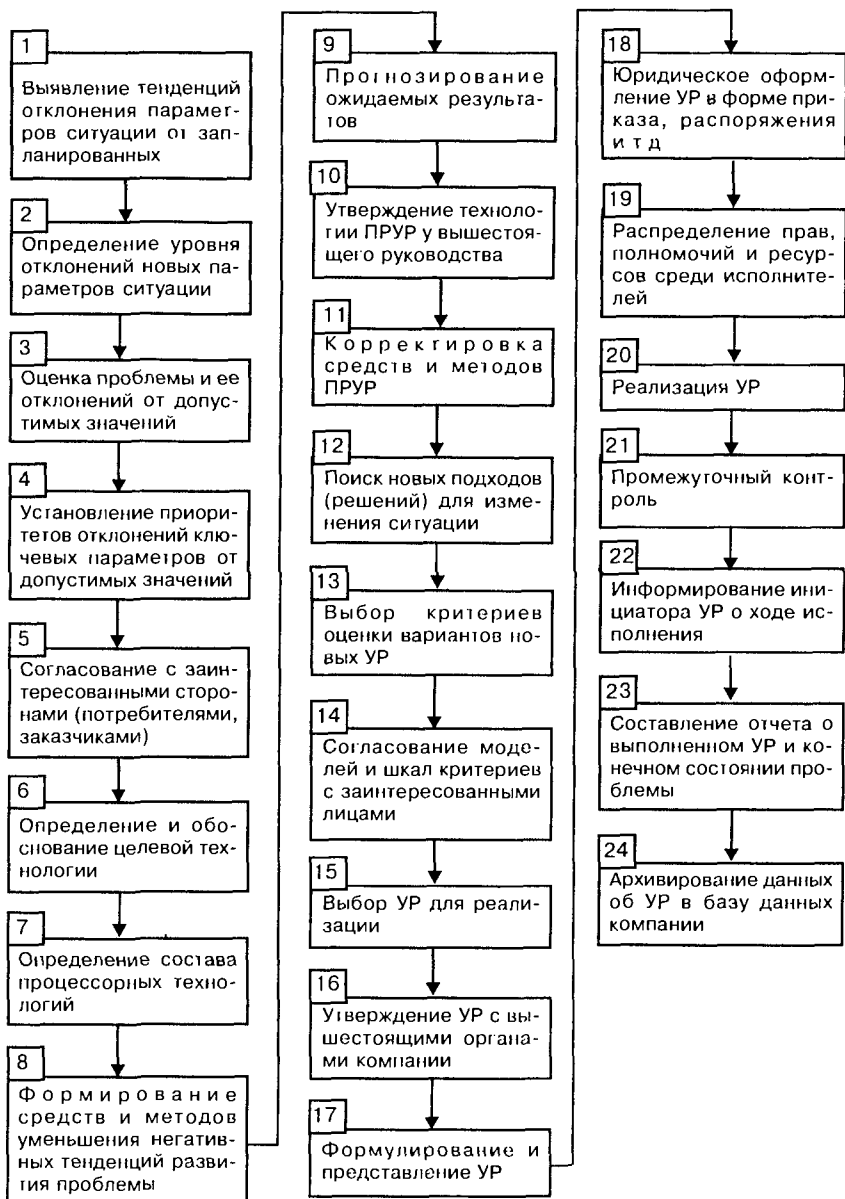 1
Выявление тенденций
отклонения парамет-
ров ситуации от зап-
ланированных
2
Определение уровня
отклонений новых па-
раметров ситуации
3
Оценка проблемы и ее
отклонений от допус-
тимых значений
4
Установление приори-
тетов отклонений клю-
чевых параметров от
допустимых значений
5
Согласование с заин-
тересованными сторо-
нами (потребителями,
заказчиками)
6
Определение и обо-
снование целевой тех-
нологии
7
Определение состава
процессорных техно-
логий
8
Формирование
средств и методов
уменьшения негатив-
ных тенденций разви-
тия проблемы
9
Прогнозирование
ожидаемых результа-
тов
10
Утверждение техноло-
гии ПРУР у вышестоя-
щего руководства
11
Корректировка
средств и методов
ПРУР
12
Поиск новых подходов
(решений) для изме-
нения ситуации
13
Выбор критериев
оценки вариантов но-
вых УР
14
Согласование моде-
лей и шкал критериев
с заинтересованными
лицами
15
Выбор УР для реали-
зации
16
Утверждение УР с вы-
шестоящими органа-
ми компании
17
Формулирование и
представление УР
18
Юридическое оформ-
ление УР в форме при-
каза, распоряжения
и т д
19
Распределение прав,
полномочий и ресур-
сов среди исполните-
лей
20
Реализация УР
21
Промежуточный конт-
роль
22
Информирование ини-
циатора УР о ходе ис-
полнения
23
Составление отчета о
выполненном УР и ко-
нечном состоянии про-
блемы
24
Архивирование данных
об УР в базу данных
компании